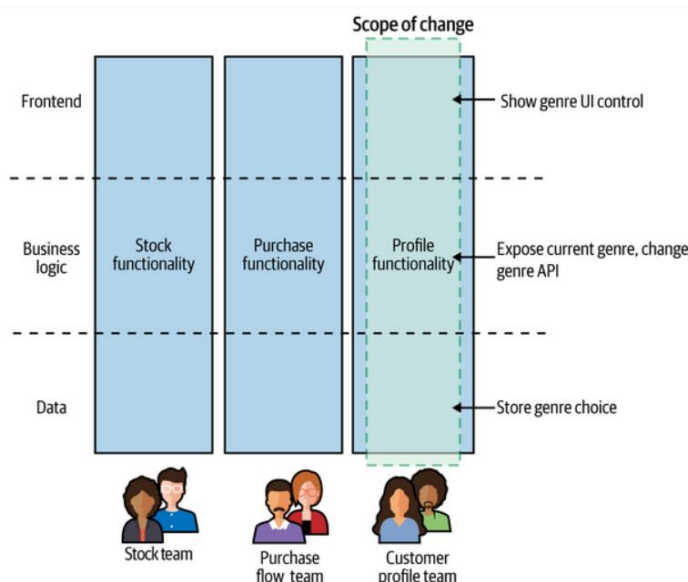 Scope of change
Frontend
Show genre UI control
Business
logic
Stock
functionality
Purchase
functionality
Profile
functionality
Expose current genre, change
genre API
Data
Store genre choice
Stock team
Purchase
flow team
Customer
profile team